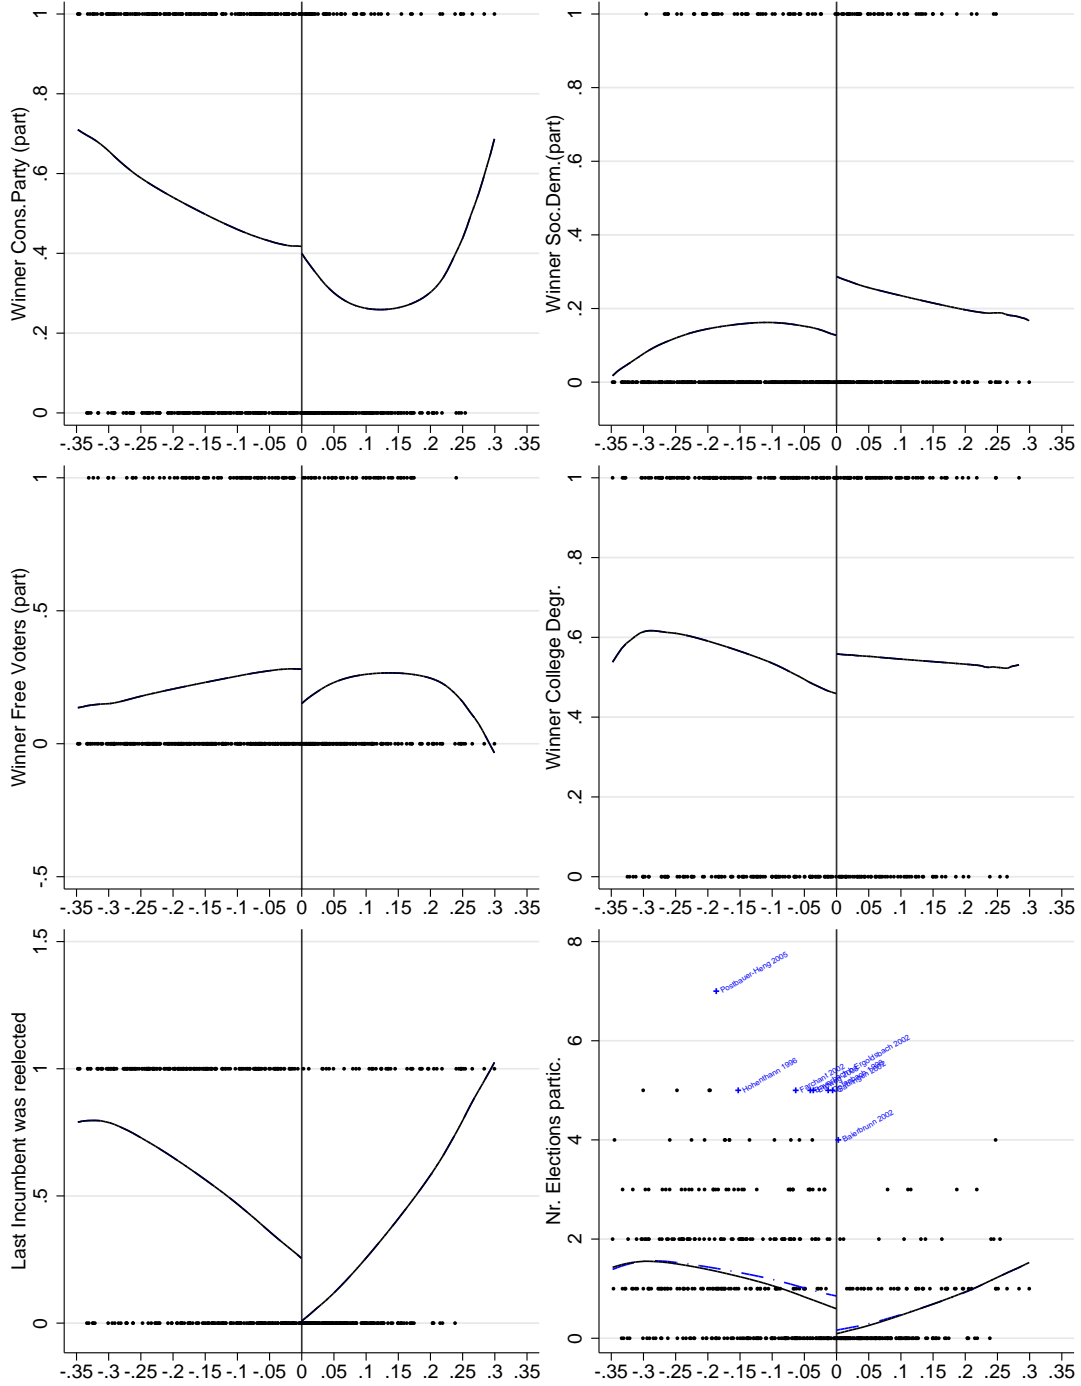 Winner Cons.Party (part)
0 .2 .4 .6 .8 1
-.35 -.3 -.25 -.2 -.15 -.1 -.05 0 .05 .1 .15 .2 .25 .3 .35
Winner Soc.Dem.(part)
0 .2 .4 .6 .8 1
-.35 -.3 -.25 -.2 -.15 -.1 -.05 0 .05 .1 .15 .2 .25 .3 .35
Winner Free Voters (part)
-.5 0 .5 1
-.35 -.3 -.25 -.2 -.15 -.1 -.05 0 .05 .1 .15 .2 .25 .3 .35
Winner College Degr.
0 .2 .4 .6 .8 1
-.35 -.3 -.25 -.2 -.15 -.1 -.05 0 .05 .1 .15 .2 .25 .3 .35
Last Incumbent was reelected
0 .5 1 1.5
-.35 -.3 -.25 -.2 -.15 -.1 -.05 0 .05 .1 .15 .2 .25 .3 .35
Nr. Elections partic.
0 2 4 6 8
Postbauer-Heng 2005
Hohenthann 1996
Farchant 2002
Ergoldsbach 2002
Baierbrunn 2002
-.35 -.3 -.25 -.2 -.15 -.1 -.05 0 .05 .1 .15 .2 .25 .3 .35